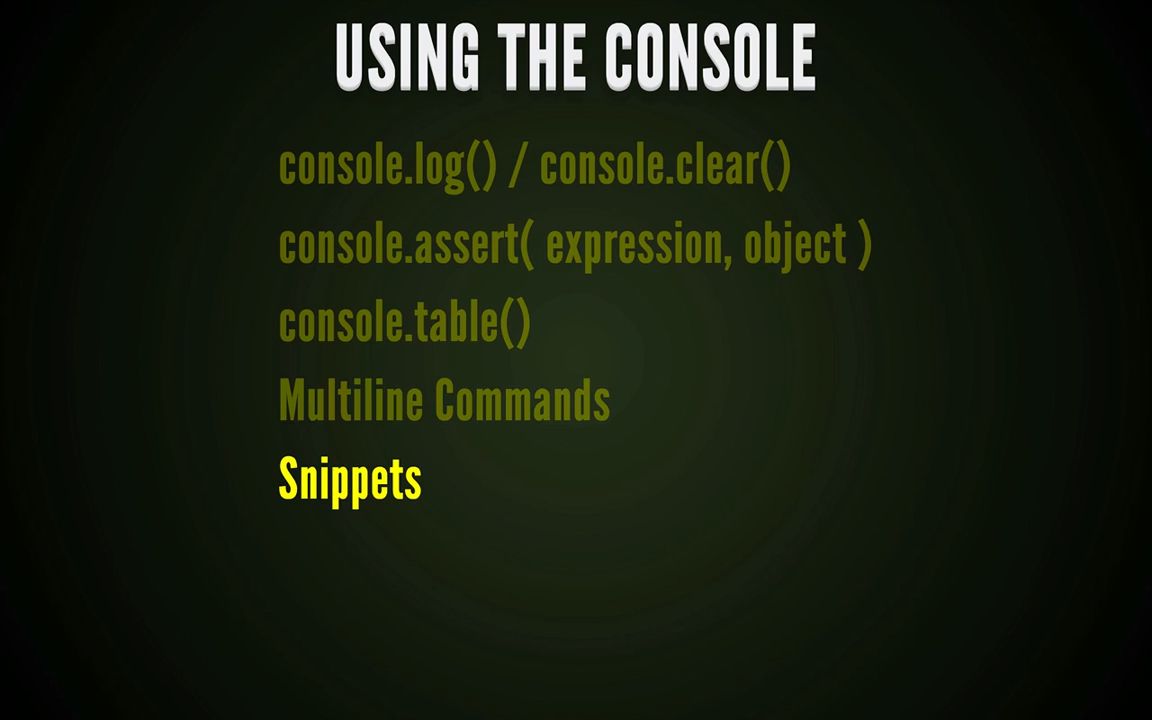 USING THE CONSOLE
console.log() / console.clear()
console.assert( expression, object )
console.table()
Multiline Commands
Snippets